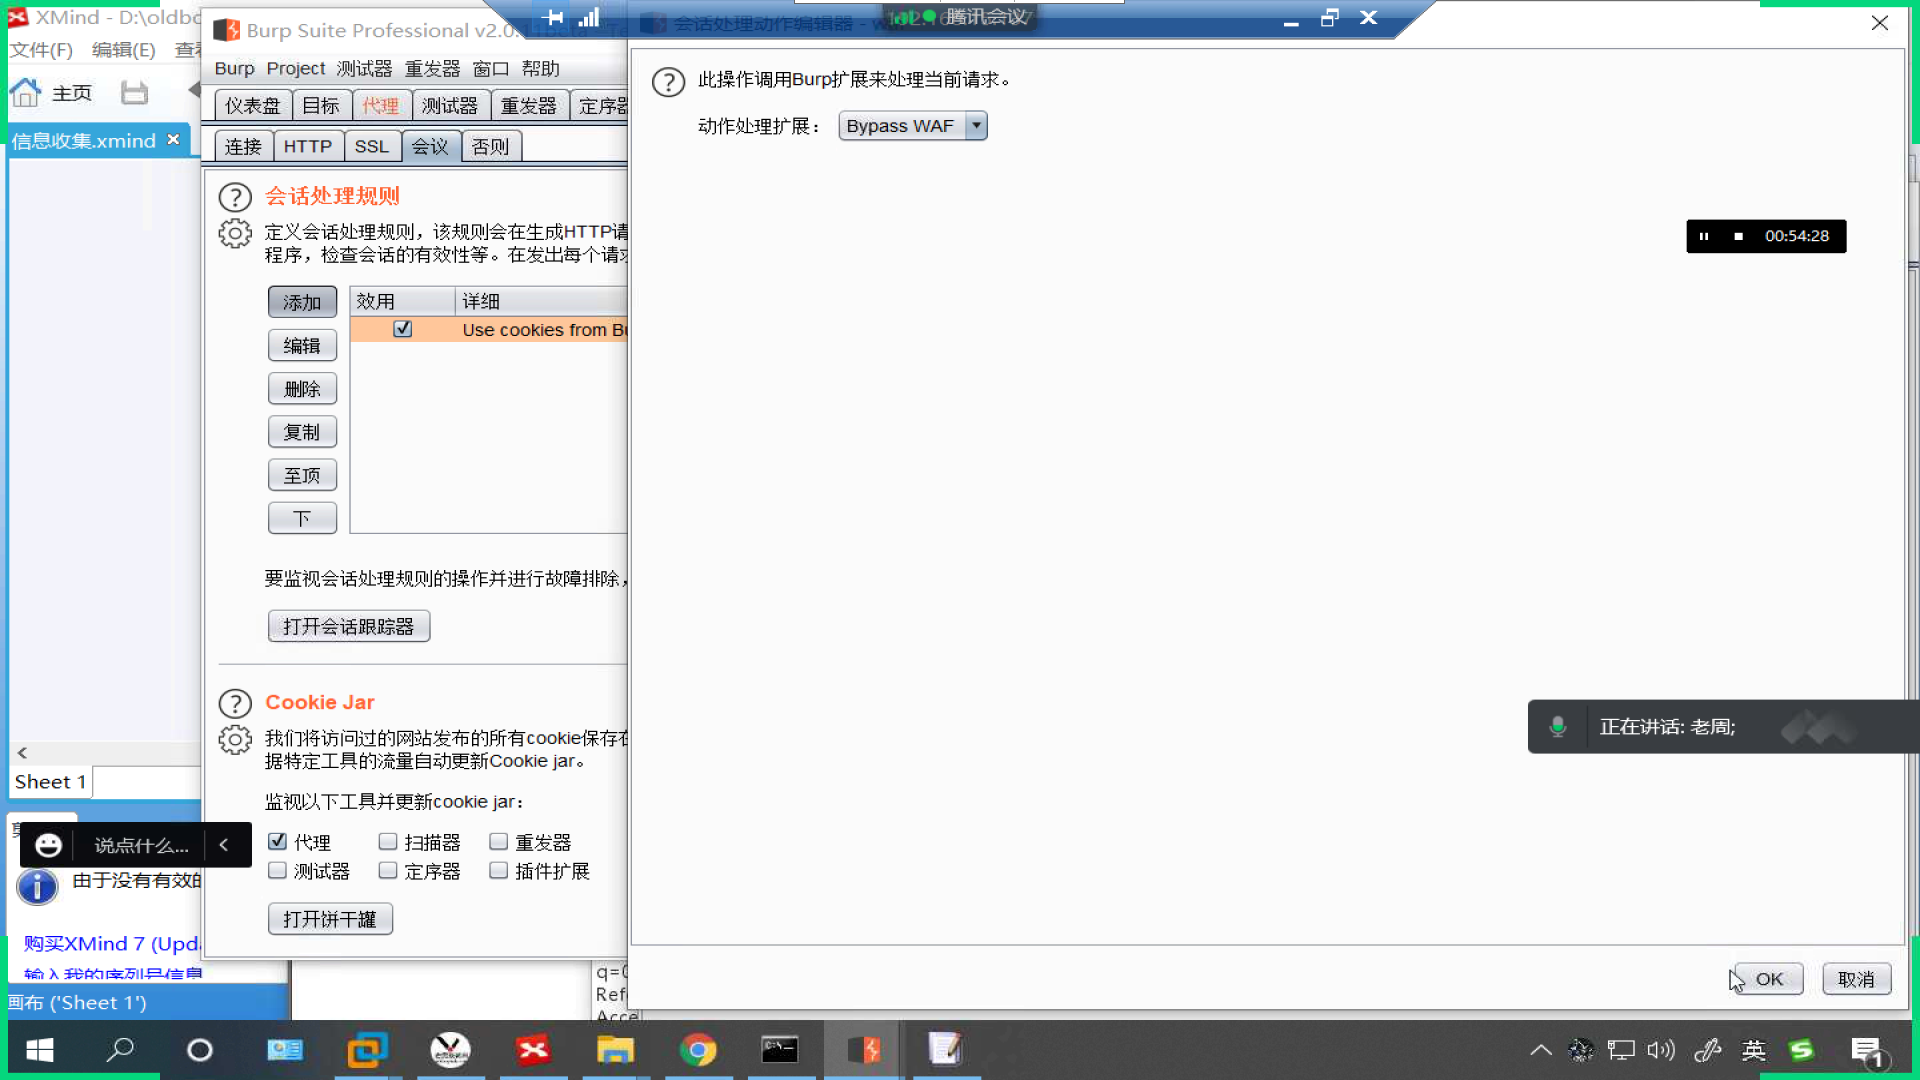 XMind - D:\oldbo
文件(F) 编辑(E) 查看
主页
信息收集.xmind
Burp Suite Professional v2.0.11beta - Te
Burp Project 测试器 重发器 窗口 帮助
仪表盘 目标 代理 测试器 重发器 定序器
连接 HTTP SSL 会议 否则
会话处理规则
定义会话处理规则，该规则会在生成HTTP请
程序，检查会话的有效性等。在发出每个请求
添加
编辑
删除
复制
至顶
下
效用 详细
Use cookies from Bu
要监视会话处理规则的操作并进行故障排除，
打开会话跟踪器
Cookie Jar
我们将访问过的网站发布的所有cookie保存在
据特定工具的流量自动更新Cookie jar。
监视以下工具并更新cookie jar：
代理 扫描器 重发器
测试器 定序器 插件扩展
打开饼干罐
会话处理动作编辑器
腾讯会议
此操作调用Burp扩展来处理当前请求。
动作处理扩展： Bypass WAF
00:54:28
正在讲话: 老周;
OK 取消
Sheet 1
说点什么...
由于没有有效的
购买XMind 7 (Upda
输入我的序列号信息
画布 ('Sheet 1')
q=0
Refe
Acce
英
1